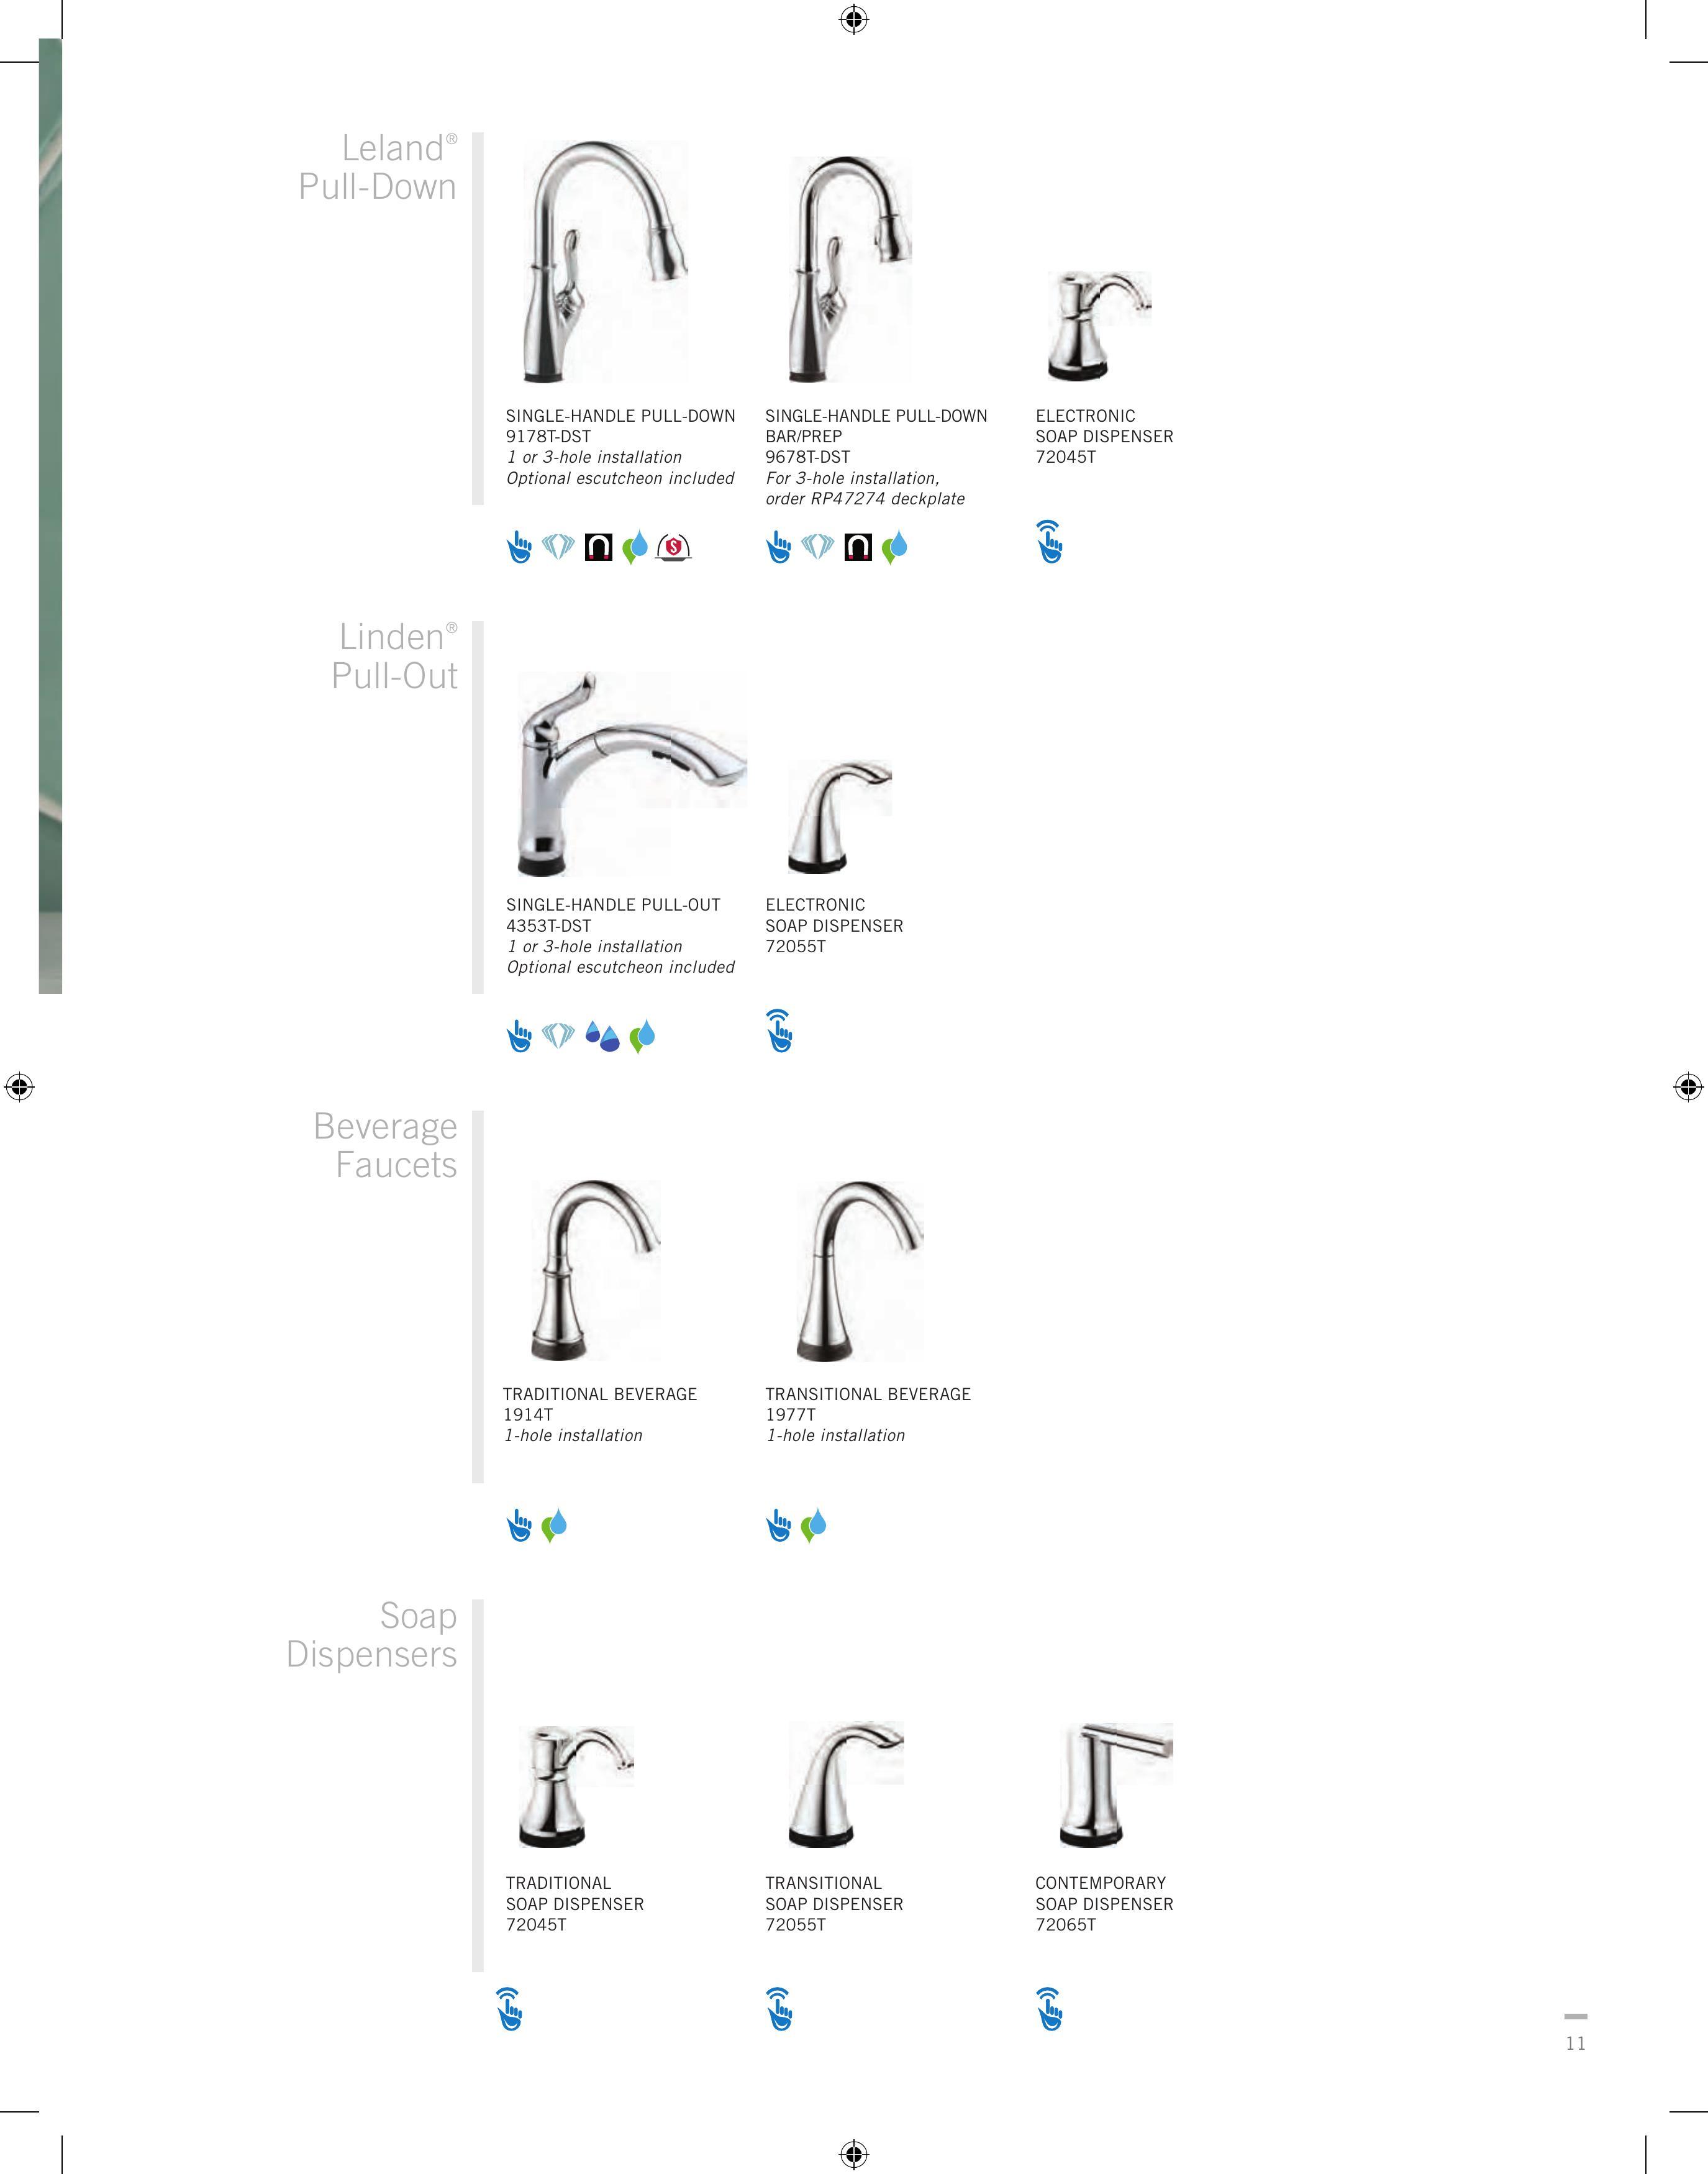 Leland®
Pull-Down
SINGLE-HANDLE PULL-DOWN
9178T-DST
1 or 3-hole installation
Optional escutcheon included
SINGLE-HANDLE PULL-DOWN
BAR/PREP
9678T-DST
For 3-hole installation,
order RP47274 deckplate
ELECTRONIC
SOAP DISPENSER
72045T
Linden®
Pull-Out
SINGLE-HANDLE PULL-OUT
4353T-DST
1 or 3-hole installation
Optional escutcheon included
ELECTRONIC
SOAP DISPENSER
72055T
Beverage
Faucets
TRADITIONAL BEVERAGE
1914T
1-hole installation
TRANSITIONAL BEVERAGE
1977T
1-hole installation
Soap
Dispensers
TRADITIONAL
SOAP DISPENSER
72045T
TRANSITIONAL
SOAP DISPENSER
72055T
CONTEMPORARY
SOAP DISPENSER
72065T
11